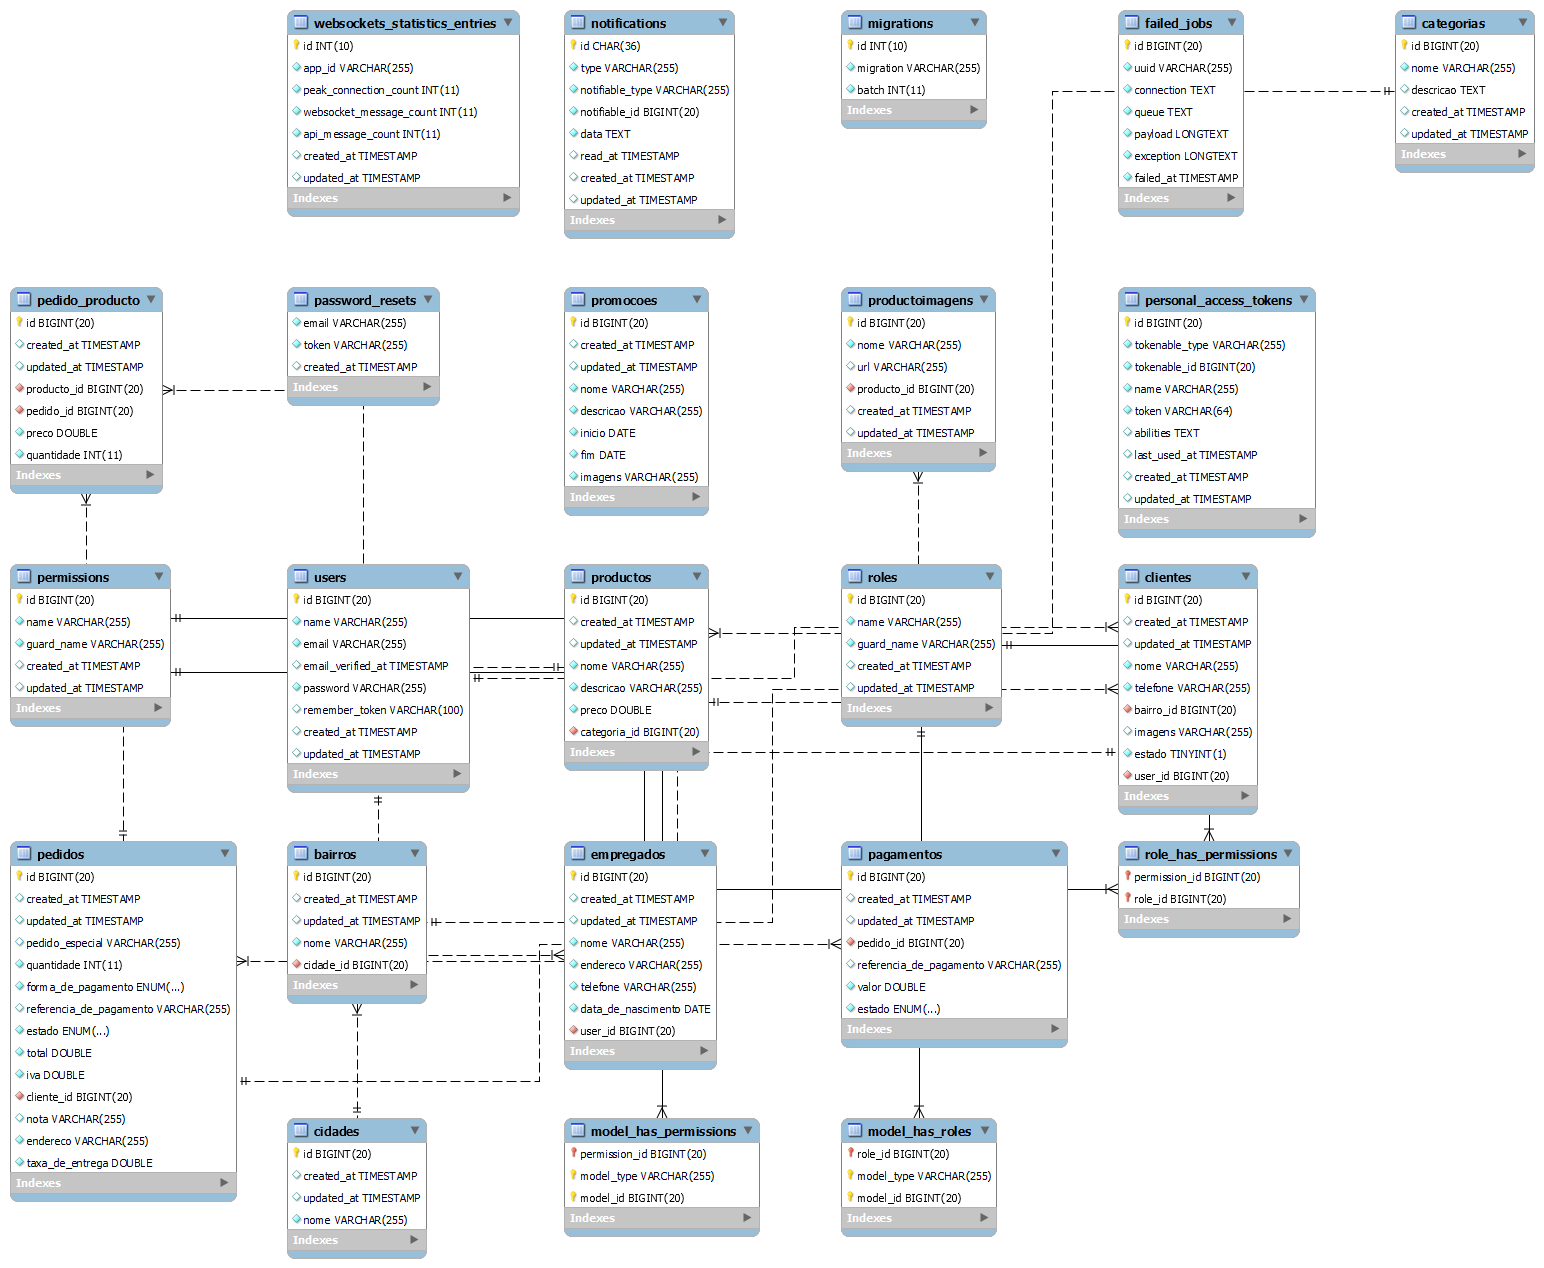 websockets_statistics_entries
id INT(10)
app_id VARCHAR(255)
peak_connection_count INT(11)
websocket_message_count INT(11)
api_message_count INT(11)
created_at TIMESTAMP
updated_at TIMESTAMP
Indexes
notifications
id CHAR(36)
type VARCHAR(255)
notifiable_type VARCHAR(255)
notifiable_id BIGINT(20)
data TEXT
read_at TIMESTAMP
created_at TIMESTAMP
updated_at TIMESTAMP
Indexes
migrations
id INT(10)
migration VARCHAR(255)
batch INT(11)
Indexes
failed_jobs
id BIGINT(20)
uuid VARCHAR(255)
connection TEXT
queue TEXT
payload LONGTEXT
exception LONGTEXT
failed_at TIMESTAMP
Indexes
categorias
id BIGINT(20)
nome VARCHAR(255)
descricao TEXT
created_at TIMESTAMP
updated_at TIMESTAMP
Indexes
pedido_producto
id BIGINT(20)
created_at TIMESTAMP
updated_at TIMESTAMP
producto_id BIGINT(20)
pedido_id BIGINT(20)
preco DOUBLE
quantidade INT(11)
Indexes
password_resets
email VARCHAR(255)
token VARCHAR(255)
created_at TIMESTAMP
Indexes
promocoes
id BIGINT(20)
created_at TIMESTAMP
updated_at TIMESTAMP
nome VARCHAR(255)
descricao VARCHAR(255)
inicio DATE
fim DATE
imagens VARCHAR(255)
Indexes
productoimagens
id BIGINT(20)
nome VARCHAR(255)
url VARCHAR(255)
producto_id BIGINT(20)
created_at TIMESTAMP
updated_at TIMESTAMP
Indexes
personal_access_tokens
id BIGINT(20)
tokenable_type VARCHAR(255)
tokenable_id BIGINT(20)
name VARCHAR(255)
token VARCHAR(64)
abilities TEXT
last_used_at TIMESTAMP
created_at TIMESTAMP
updated_at TIMESTAMP
Indexes
permissions
id BIGINT(20)
name VARCHAR(255)
guard_name VARCHAR(255)
created_at TIMESTAMP
updated_at TIMESTAMP
Indexes
users
id BIGINT(20)
name VARCHAR(255)
email VARCHAR(255)
email_verified_at TIMESTAMP
password VARCHAR(255)
remember_token VARCHAR(100)
created_at TIMESTAMP
updated_at TIMESTAMP
Indexes
productos
id BIGINT(20)
created_at TIMESTAMP
updated_at TIMESTAMP
nome VARCHAR(255)
descricao VARCHAR(255)
preco DOUBLE
categoria_id BIGINT(20)
Indexes
roles
id BIGINT(20)
name VARCHAR(255)
guard_name VARCHAR(255)
created_at TIMESTAMP
updated_at TIMESTAMP
Indexes
clientes
id BIGINT(20)
created_at TIMESTAMP
updated_at TIMESTAMP
nome VARCHAR(255)
telefone VARCHAR(255)
bairro_id BIGINT(20)
imagens VARCHAR(255)
estado TINYINT(1)
user_id BIGINT(20)
Indexes
pedidos
id BIGINT(20)
created_at TIMESTAMP
updated_at TIMESTAMP
pedido_especial VARCHAR(255)
quantidade INT(11)
forma_de_pagamento ENUM(...)
referencia_de_pagamento VARCHAR(255)
estado ENUM(...)
total DOUBLE
iva DOUBLE
cliente_id BIGINT(20)
nota VARCHAR(255)
endereco VARCHAR(255)
taxa_de_entrega DOUBLE
Indexes
bairros
id BIGINT(20)
created_at TIMESTAMP
updated_at TIMESTAMP
nome VARCHAR(255)
cidade_id BIGINT(20)
Indexes
empregados
id BIGINT(20)
created_at TIMESTAMP
updated_at TIMESTAMP
nome VARCHAR(255)
endereco VARCHAR(255)
telefone VARCHAR(255)
data_de_nascimento DATE
user_id BIGINT(20)
Indexes
pagamentos
id BIGINT(20)
created_at TIMESTAMP
updated_at TIMESTAMP
pedido_id BIGINT(20)
referencia_de_pagamento VARCHAR(255)
valor DOUBLE
estado ENUM(...)
Indexes
role_has_permissions
permission_id BIGINT(20)
role_id BIGINT(20)
Indexes
cidades
id BIGINT(20)
created_at TIMESTAMP
updated_at TIMESTAMP
nome VARCHAR(255)
Indexes
model_has_permissions
permission_id BIGINT(20)
model_type VARCHAR(255)
model_id BIGINT(20)
Indexes
model_has_roles
role_id BIGINT(20)
model_type VARCHAR(255)
model_id BIGINT(20)
Indexes